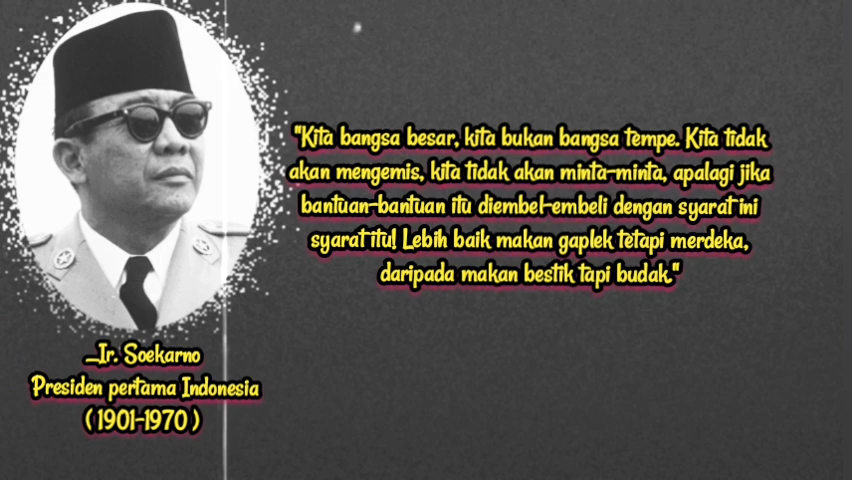 "Kita bangsa besar, kita bukan bangsa tempe. Kita tidak
akan mengemis, kita tidak akan minta-minta, apalagi jika
bantuan-bantuan itu diembel-embeli dengan syarat ini
syarat itu! Lebih baik makan gaplek tetapi merdeka,
daripada makan bestik tapi budak."
_Ir. Soekarno
Presiden pertama Indonesia
( 1901-1970 )